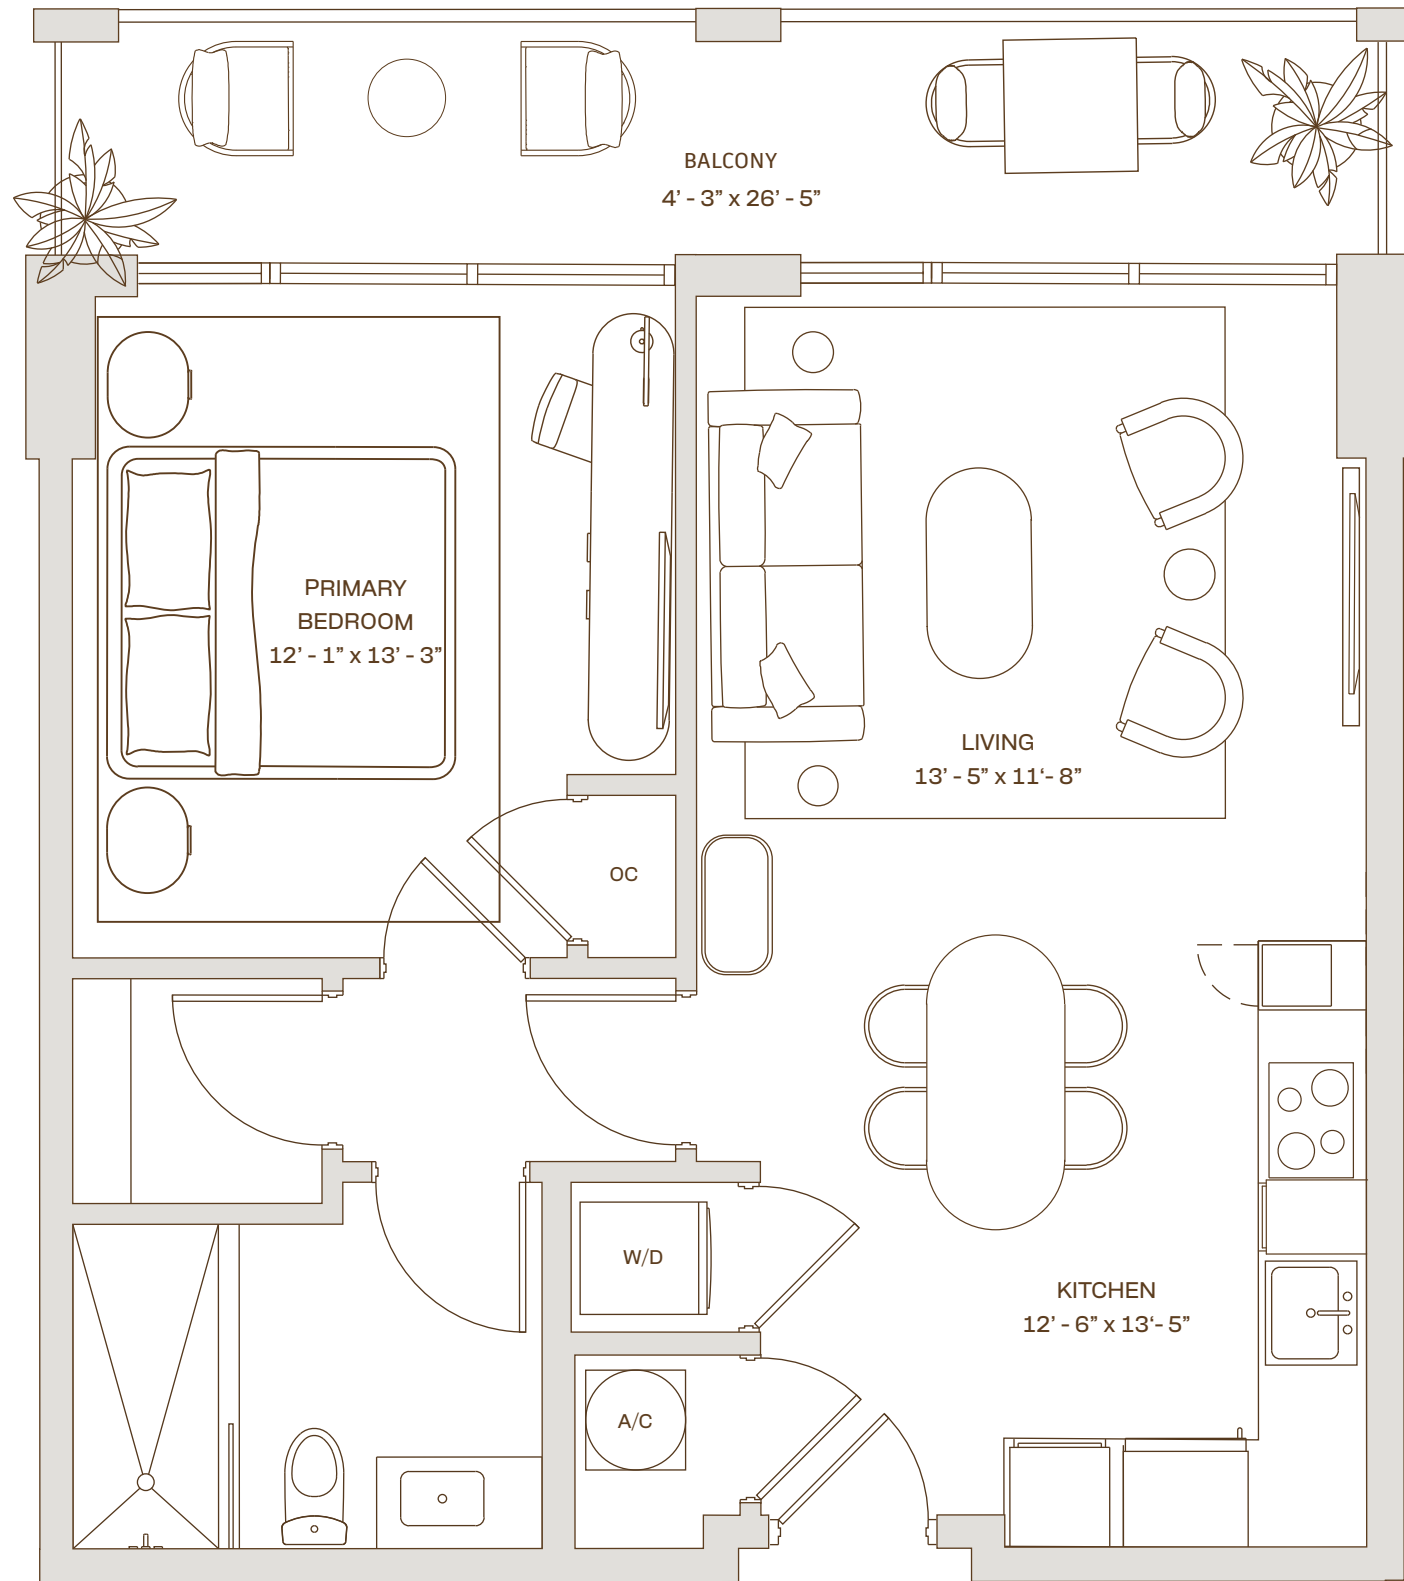 BALCONY
4’ - 3” x 26’ - 5”
PRIMARY
BEDROOM
12’ - 1” x 13’ - 3”
LIVING
13’ - 5” x 11‘- 8”
OC
W/D
KITCHEN
12’ - 6” x 13‘- 5”
A/C